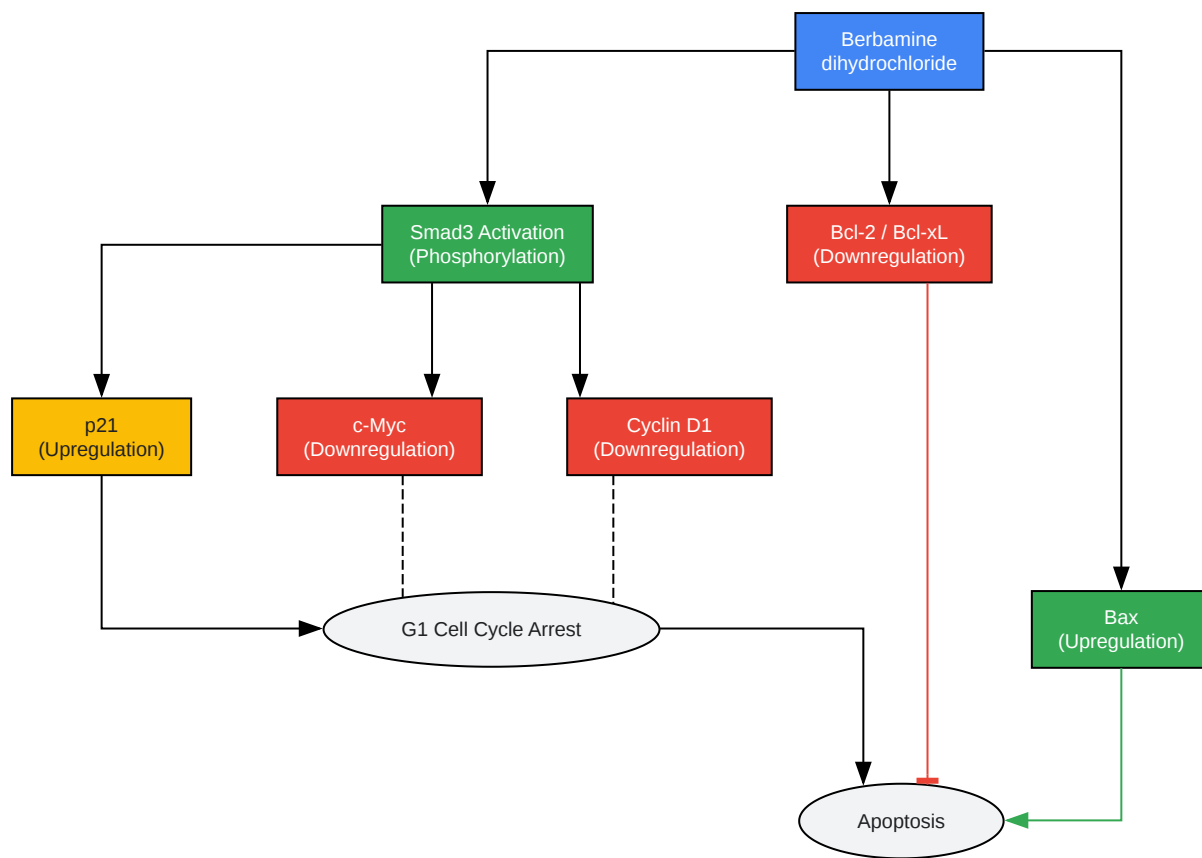 Berbamine
dihydrochloride
Smad3 Activation
(Phosphorylation)
Bcl-2 / Bcl-xL
(Downregulation)
p21
(Upregulation)
c-Myc
(Downregulation)
Cyclin D1
(Downregulation)
G1 Cell Cycle Arrest
Bax
(Upregulation)
Apoptosis